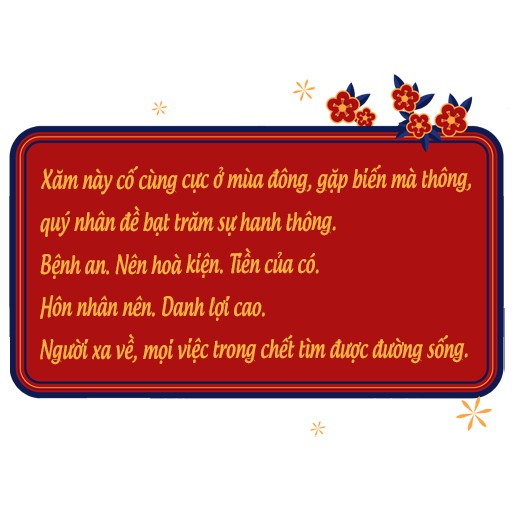 Xăm này cố cùng cực ở mùa đông, gặp biến mà thông,
quý nhân đề bạt trăm sự hanh thông.
Bệnh an. Nên hoà kiện. Tiền của có.
Hôn nhân nên. Danh lợi cao.
Người xa về, mọi việc trong chết tìm được đường sống.